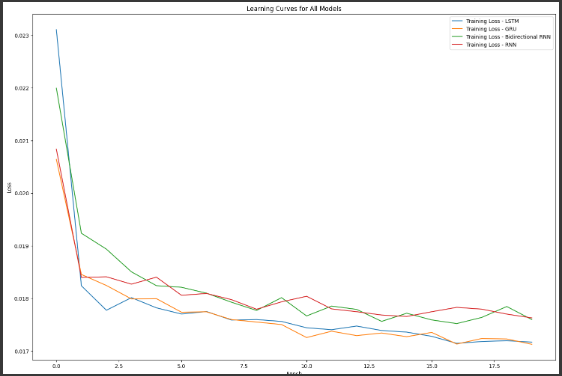 Learning Curves for All Models
Training Loss - LSTM
Training Loss - GRU
Training Loss - Bidirectional RNN
Training Loss - RNN
0.023
0.022
0.021
0.020
0.019
0.018
0.017
Loss
0.0
2.5
5.0
7.5
10.0
12.5
15.0
17.5